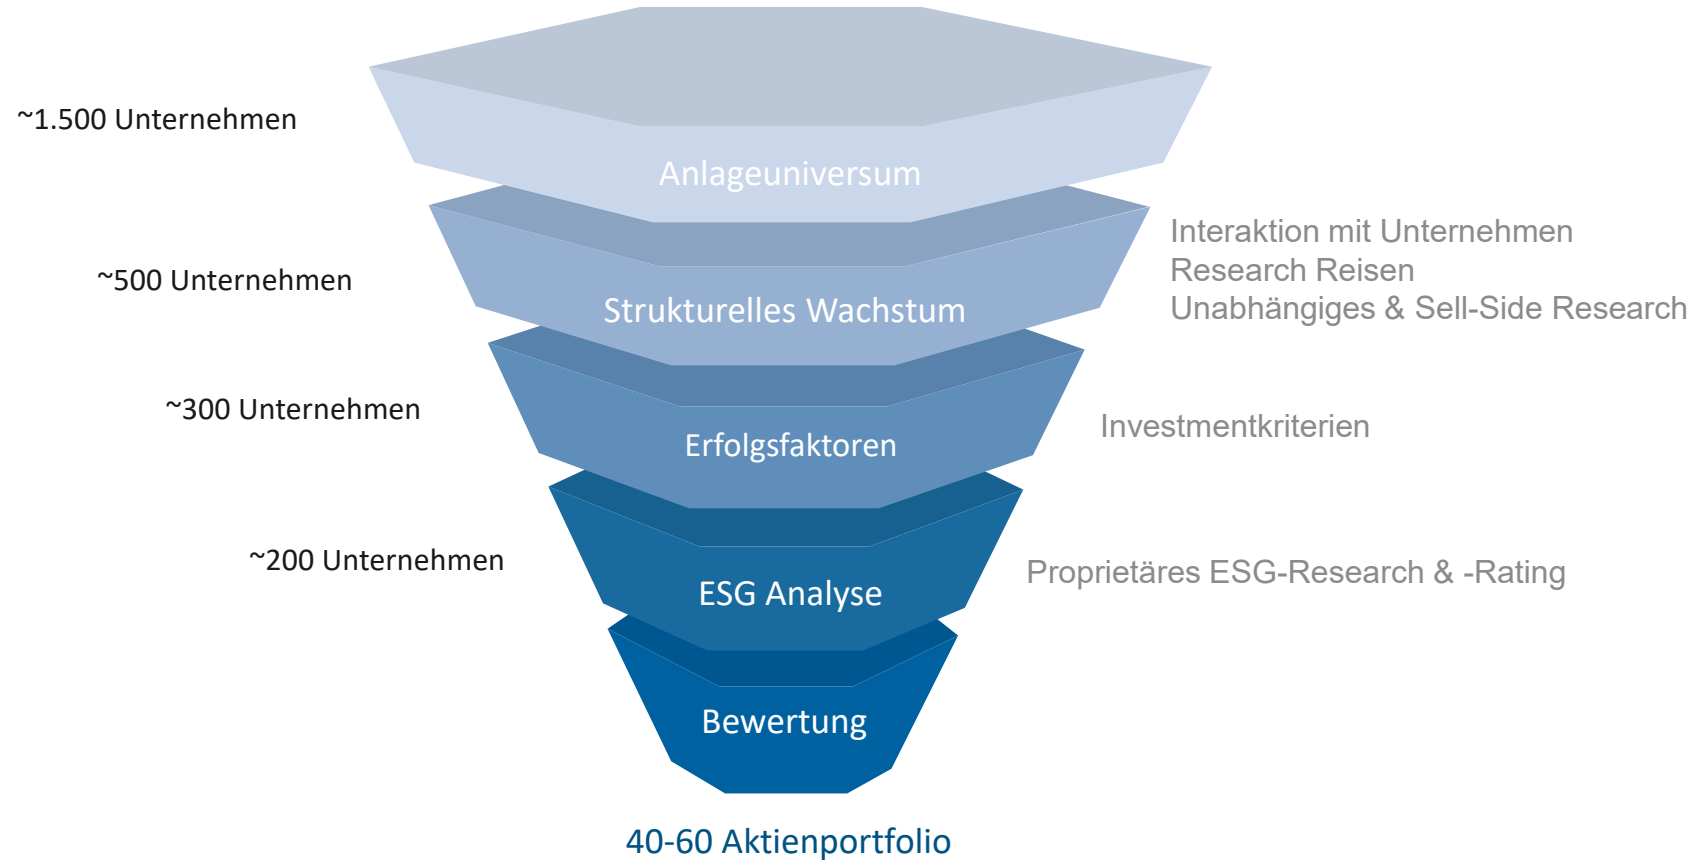 ~1.500 Unternehmen
Anlageuniversum
~500 Unternehmen
Strukturelles Wachstum
Interaktion mit Unternehmen
Research Reisen
Unabhängiges & Sell-Side Research
~300 Unternehmen
Erfolgsfaktoren
Investmentkriterien
~200 Unternehmen
ESG Analyse
Proprietäres ESG-Research & -Rating
Bewertung
40-60 Aktienportfolio